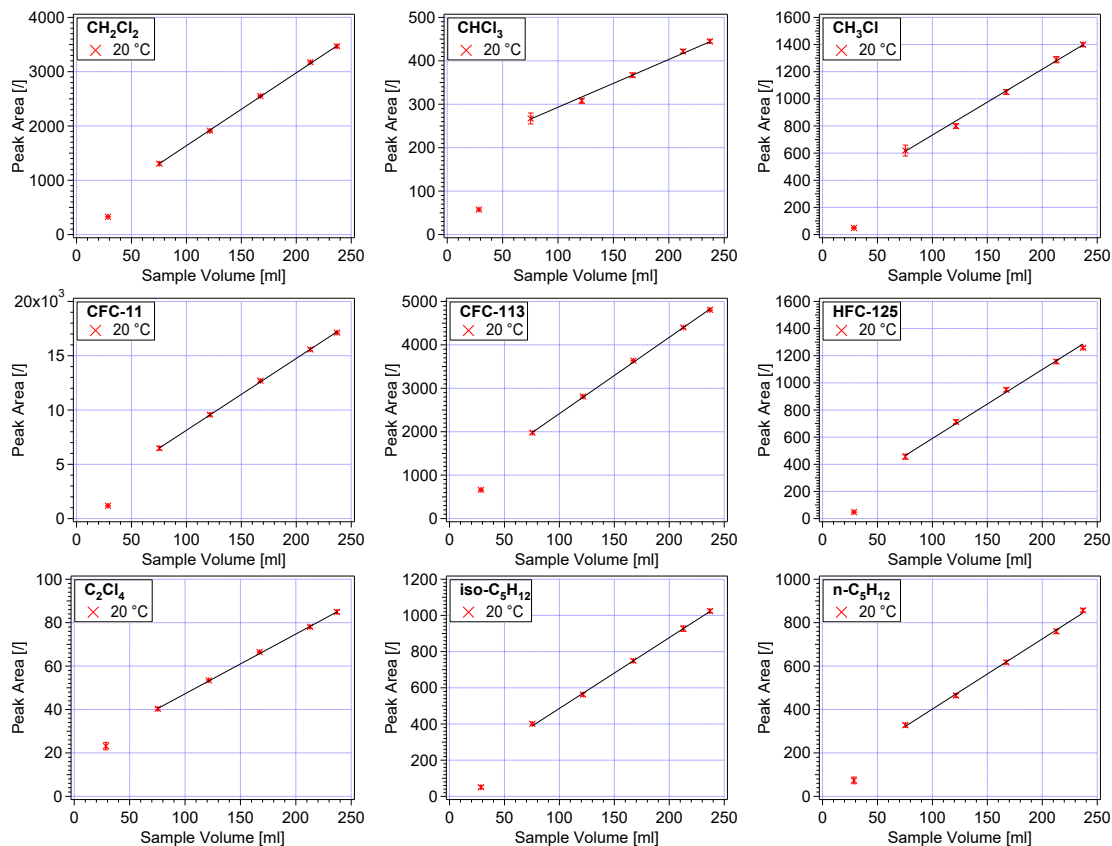 CH₂Cl₂
20 °C
Peak Area [/]
4000
3000
2000
1000
0
0 50 100 150 200 250
Sample Volume [ml]
CHCl₃
20 °C
Peak Area [/]
500
400
300
200
100
0
0 50 100 150 200 250
Sample Volume [ml]
CH₃Cl
20 °C
Peak Area [/]
1600
1400
1200
1000
800
600
400
200
0
0 50 100 150 200 250
Sample Volume [ml]
CFC-11
20 °C
Peak Area [/]
20x10³
15
10
5
0
0 50 100 150 200 250
Sample Volume [ml]
CFC-113
20 °C
Peak Area [/]
5000
4000
3000
2000
1000
0
0 50 100 150 200 250
Sample Volume [ml]
HFC-125
20 °C
Peak Area [/]
1600
1400
1200
1000
800
600
400
200
0
0 50 100 150 200 250
Sample Volume [ml]
C₂Cl₄
20 °C
Peak Area [/]
100
80
60
40
20
0
0 50 100 150 200 250
Sample Volume [ml]
iso-C₅H₁₂
20 °C
Peak Area [/]
1200
1000
800
600
400
200
0
0 50 100 150 200 250
Sample Volume [ml]
n-C₅H₁₂
20 °C
Peak Area [/]
1000
800
600
400
200
0
0 50 100 150 200 250
Sample Volume [ml]